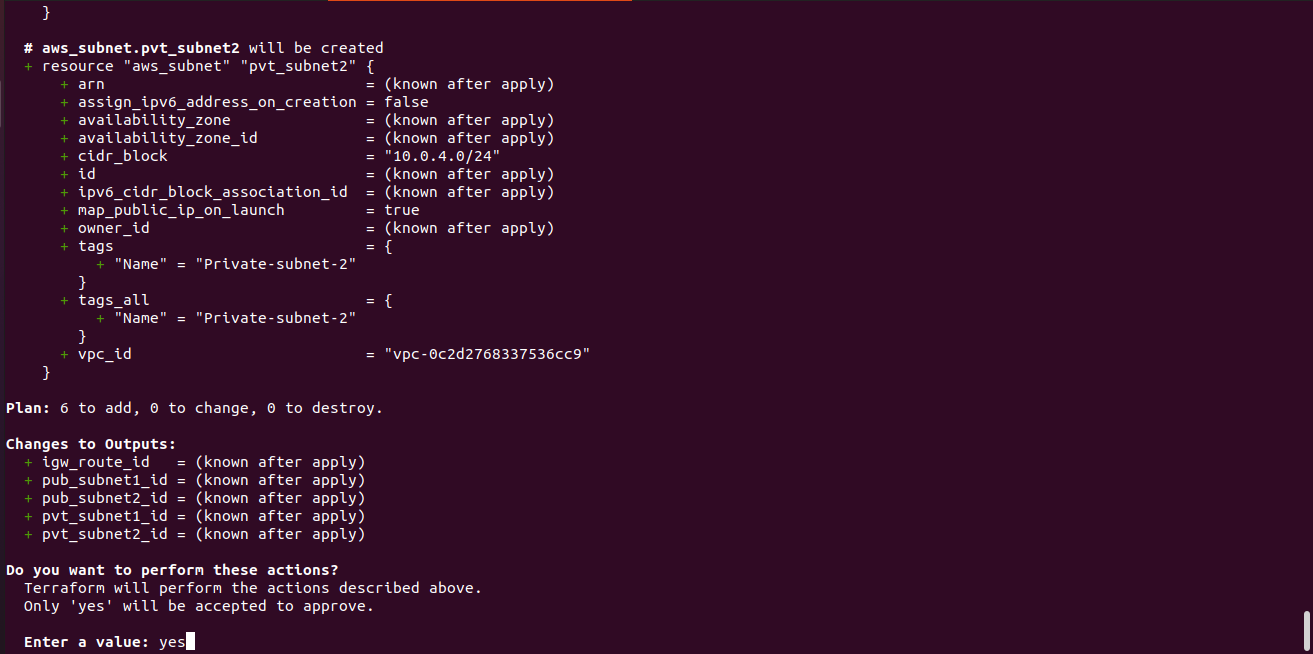 }

  # aws_subnet.pvt_subnet2 will be created
  + resource "aws_subnet" "pvt_subnet2" {
      + arn                             = (known after apply)
      + assign_ipv6_address_on_creation = false
      + availability_zone               = (known after apply)
      + availability_zone_id            = (known after apply)
      + cidr_block                      = "10.0.4.0/24"
      + id                              = (known after apply)
      + ipv6_cidr_block_association_id  = (known after apply)
      + map_public_ip_on_launch         = true
      + owner_id                        = (known after apply)
      + tags                            = {
          + "Name" = "Private-subnet-2"
        }
      + tags_all                        = {
          + "Name" = "Private-subnet-2"
        }
      + vpc_id                          = "vpc-0c2d2768337536cc9"
    }

Plan: 6 to add, 0 to change, 0 to destroy.

Changes to Outputs:
  + igw_route_id   = (known after apply)
  + pub_subnet1_id = (known after apply)
  + pub_subnet2_id = (known after apply)
  + pvt_subnet1_id = (known after apply)
  + pvt_subnet2_id = (known after apply)

Do you want to perform these actions?
  Terraform will perform the actions described above.
  Only 'yes' will be accepted to approve.

  Enter a value: yes